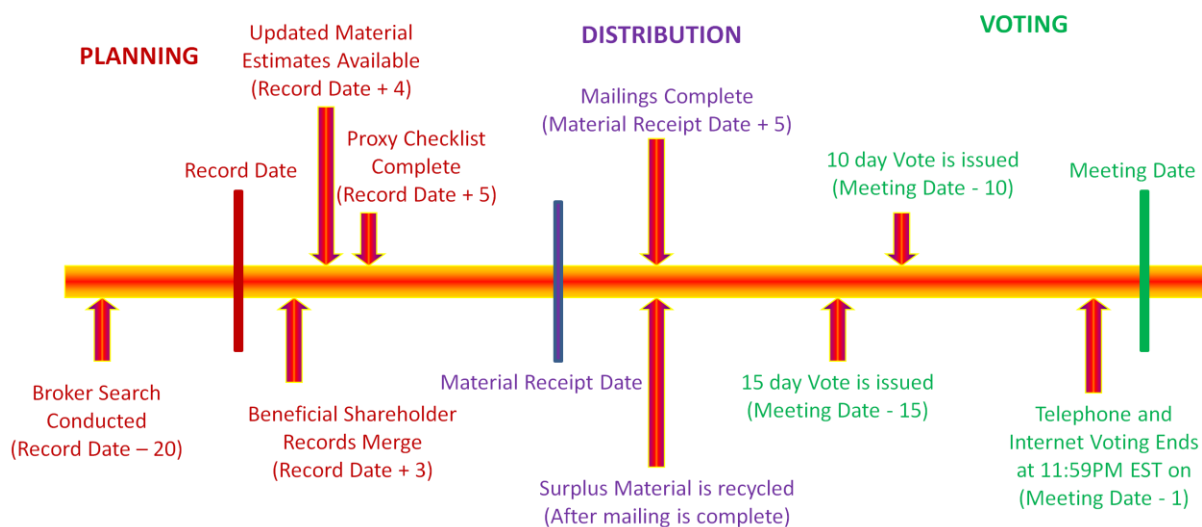 PLANNING
Updated Material
Estimates Available
(Record Date + 4)
DISTRIBUTION
VOTING
Mailings Complete
(Material Receipt Date + 5)
Proxy Checklist
Complete
(Record Date + 5)
Record Date
10 day Vote is issued
(Meeting Date - 10)
Meeting Date
Broker Search
Conducted
(Record Date – 20)
Beneficial Shareholder
Records Merge
(Record Date + 3)
Material Receipt Date
Surplus Material is recycled
(After mailing is complete)
15 day Vote is issued
(Meeting Date - 15)
Telephone and
Internet Voting Ends
at 11:59PM EST on
(Meeting Date - 1)